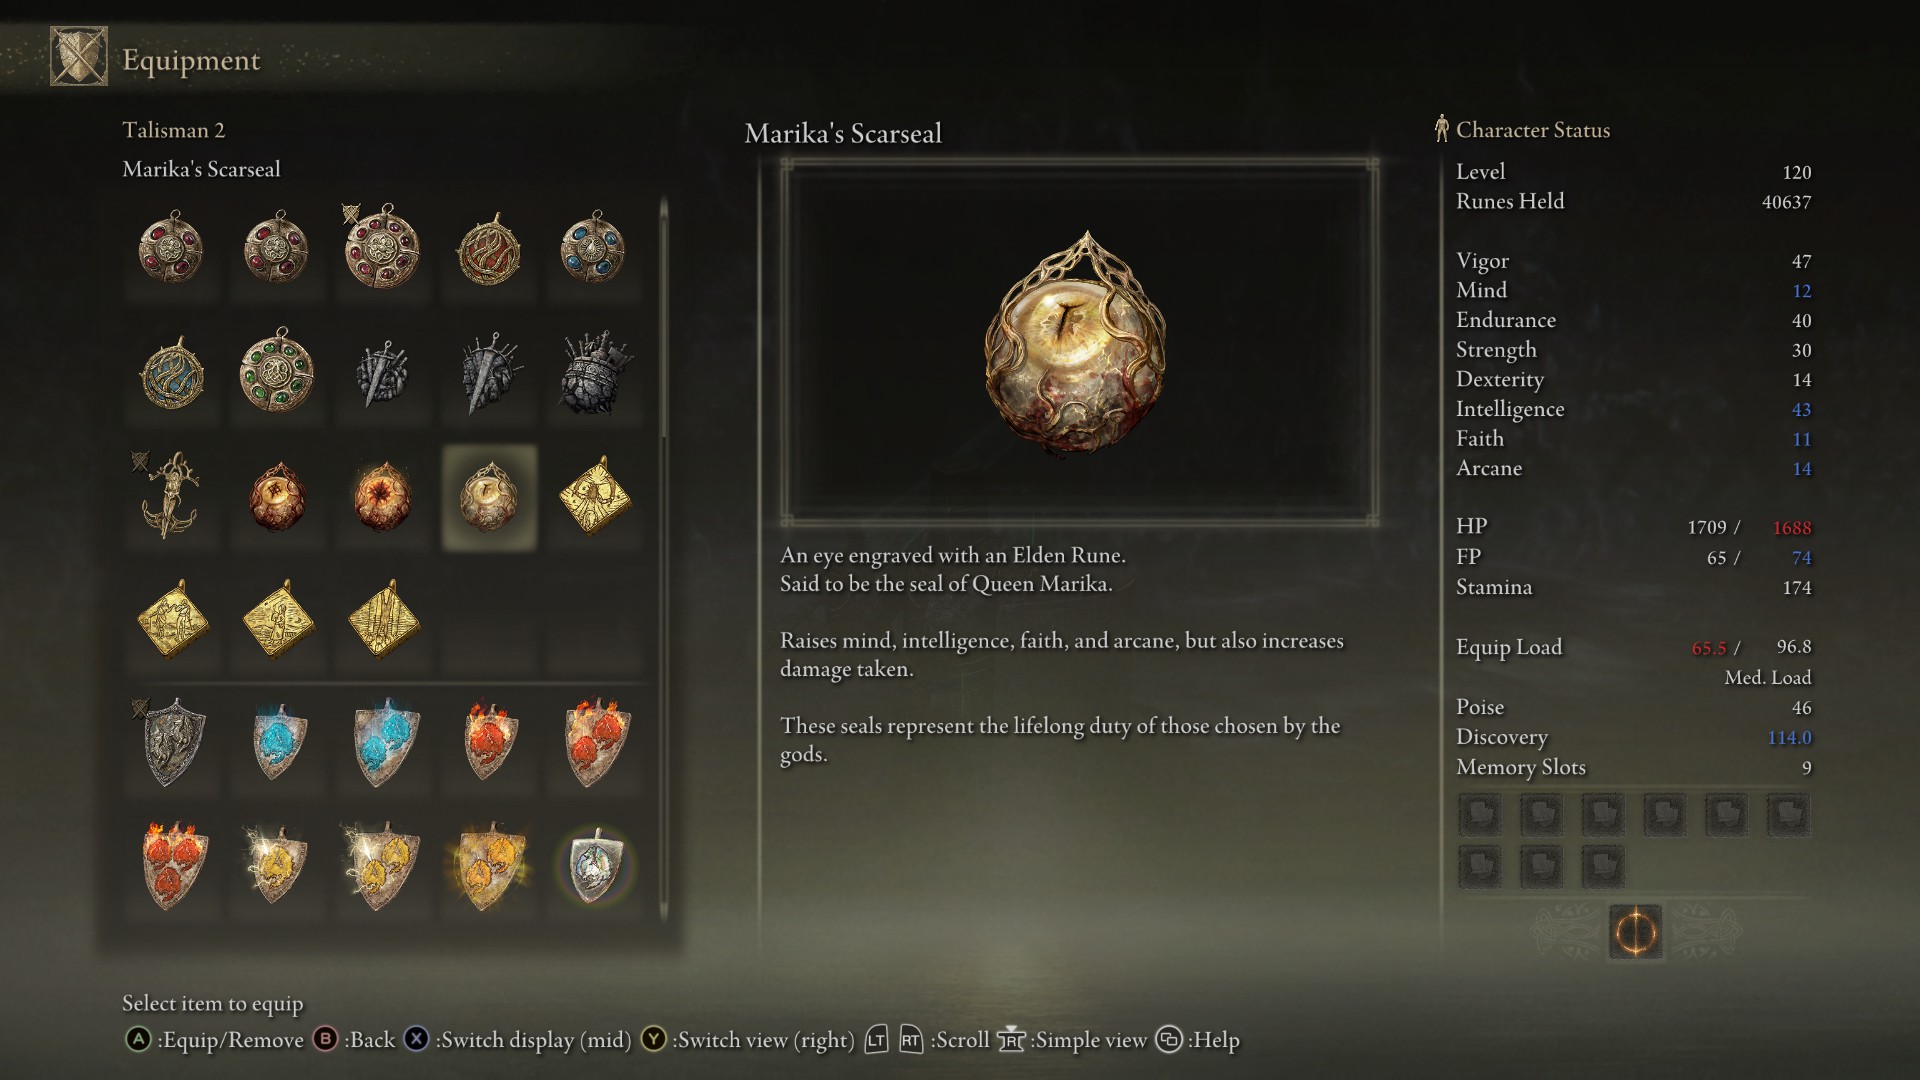 Equipment
Talisman 2
Marika's Scarseal
Marika's Scarseal
An eye engraved with an Elden Rune.
Said to be the seal of Queen Marika.
Raises mind, intelligence, faith, and arcane, but also increases
damage taken.
These seals represent the lifelong duty of those chosen by the
gods.
Character Status
Level 120
Runes Held 40637
Vigor 47
Mind 12
Endurance 40
Strength 30
Dexterity 14
Intelligence 43
Faith 11
Arcane 14
HP 1709 / 1688
FP 65 / 74
Stamina 174
Equip Load 65.5 / 96.8
Med. Load
Poise 46
Discovery 114.0
Memory Slots 9
Select item to equip
A :Equip/Remove B :Back X :Switch display (mid) Y :Switch view (right) LT RT :Scroll R :Simple view :Help